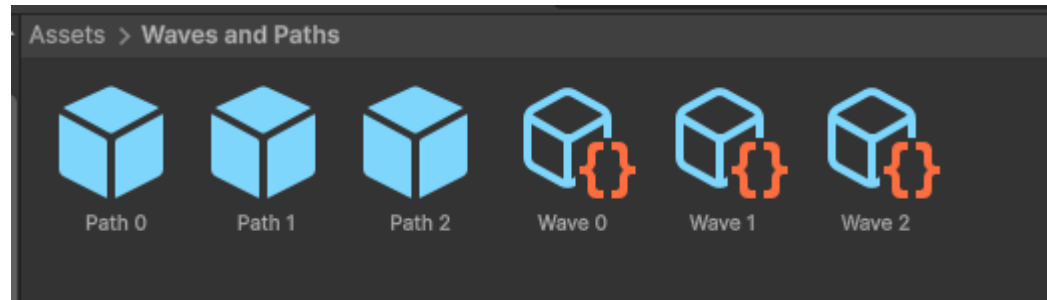 Assets > Waves and Paths
Path 0 Path 1 Path 2 Wave 0 Wave 1 Wave 2